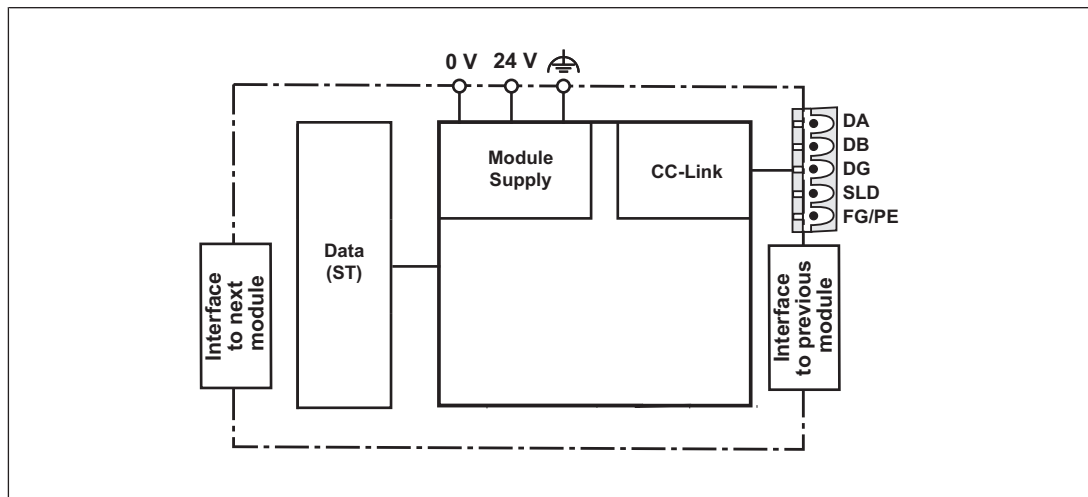 0 V 24 V
Module
Supply
CC-Link
DA
DB
DG
SLD
FG/PE
Data
(ST)
Interface
to next
module
Interface
to previous
module